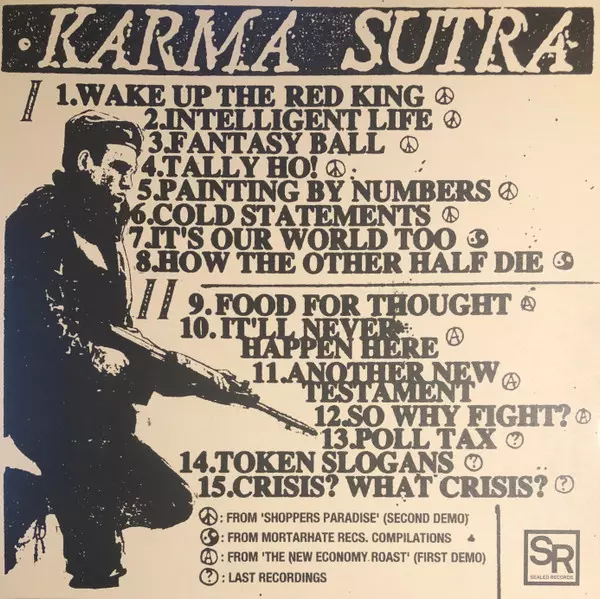 KARMA SUTRA
I
1.WAKE UP THE RED KING
2.INTELLIGENT LIFE
3.FANTASY BALL
4.TALLY HO!
5.PAINTING BY NUMBERS
6.COLD STATEMENTS
7.IT'S OUR WORLD TOO
8.HOW THE OTHER HALF DIE
II
9.FOOD FOR THOUGHT
10.IT'LL NEVER
HAPPEN HERE
11.ANOTHER NEW
TESTAMENT
12.SO WHY FIGHT?
13.POLL TAX ?
14.TOKEN SLOGANS ?
15.CRISIS? WHAT CRISIS? ?
: FROM 'SHOPPERS PARADISE' (SECOND DEMO)
: FROM MORTARHATE RECS. COMPILATIONS
: FROM 'THE NEW ECONOMY ROAST' (FIRST DEMO)
? : LAST RECORDINGS
SR
SEALED RECORDS